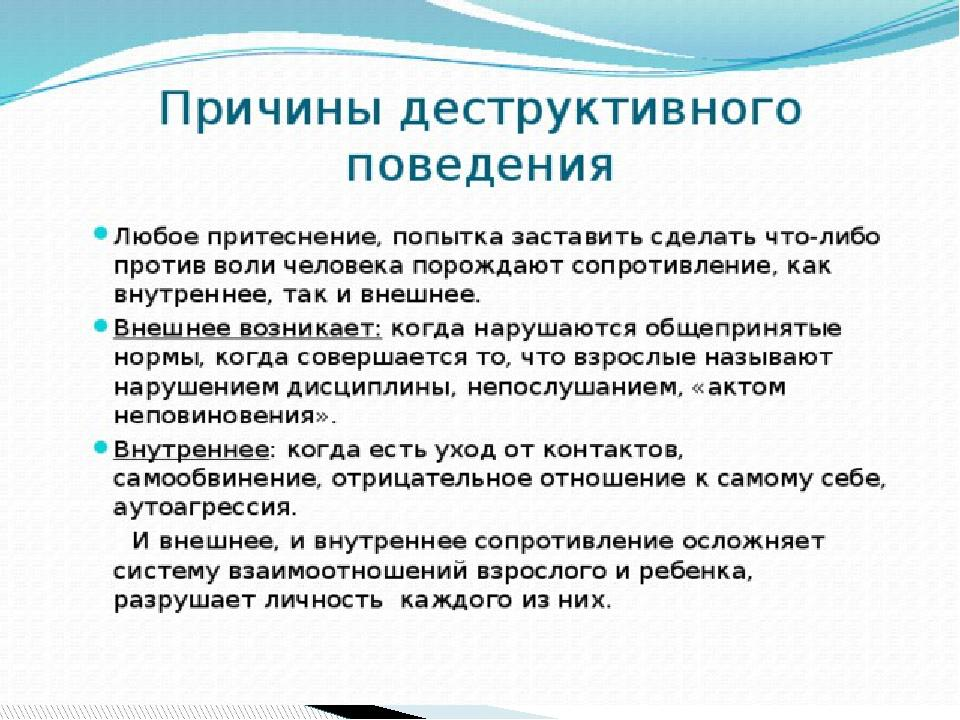 Причины деструктивного
поведения
Любое притеснение, попытка заставить сделать что-либо
против воли человека порождают сопротивление, как
внутреннее, так и внешнее.
Внешнее возникает: когда нарушаются общепринятые
нормы, когда совершается то, что взрослые называют
нарушением дисциплины, непослушанием, «актом
неповиновения».
Внутреннее: когда есть уход от контактов,
самообвинение, отрицательное отношение к самому себе,
аутоагрессия.
И внешнее, и внутреннее сопротивление осложняет
систему взаимоотношений взрослого и ребенка,
разрушает личность каждого из них.